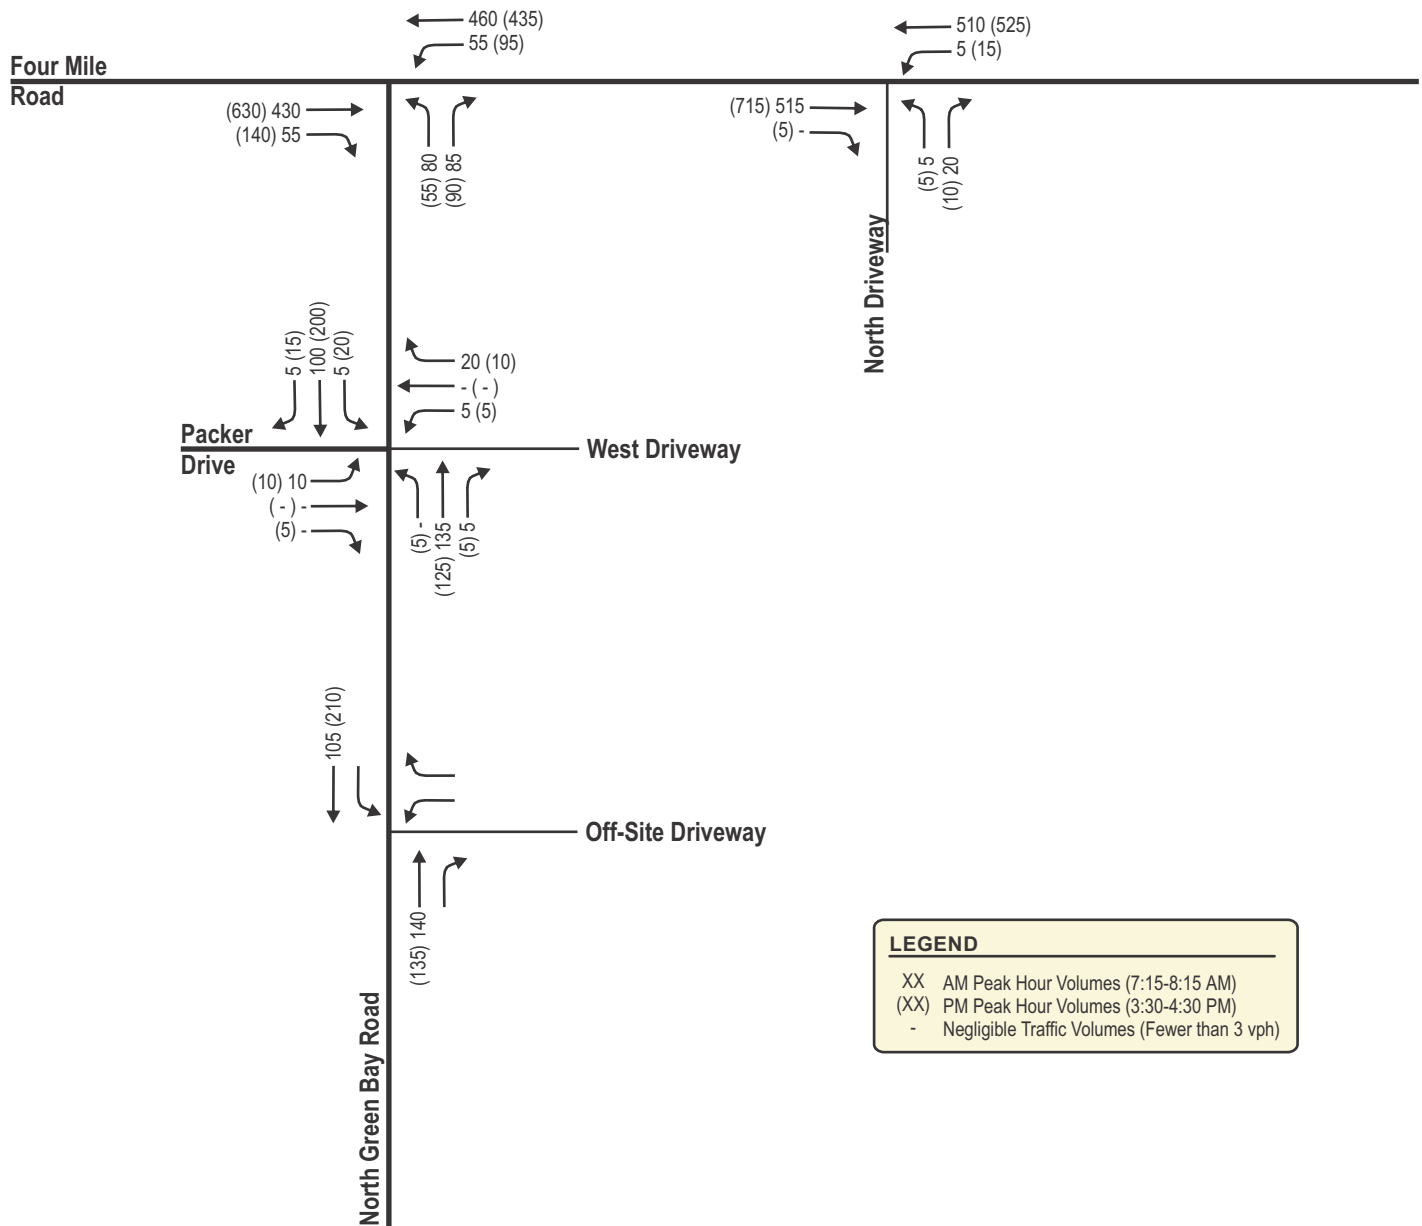 460 (435)
55 (95)
510 (525)
5 (15)
Four Mile
Road
(630) 430
(140) 55
(55) 80
(90) 85
(715) 515
(5) -
(5) 5
(10) 20
North Driveway
5 (15)
100 (200)
5 (20)
20 (10)
- ( - )
5 (5)
Packer
Drive
West Driveway
(10) 10
( - ) -
(5) -
(5) -
(125) 135
(5) 5
105 (210)
Off-Site Driveway
(135) 140
North Green Bay Road
LEGEND
XX AM Peak Hour Volumes (7:15-8:15 AM)
(XX) PM Peak Hour Volumes (3:30-4:30 PM)
- Negligible Traffic Volumes (Fewer than 3 vph)